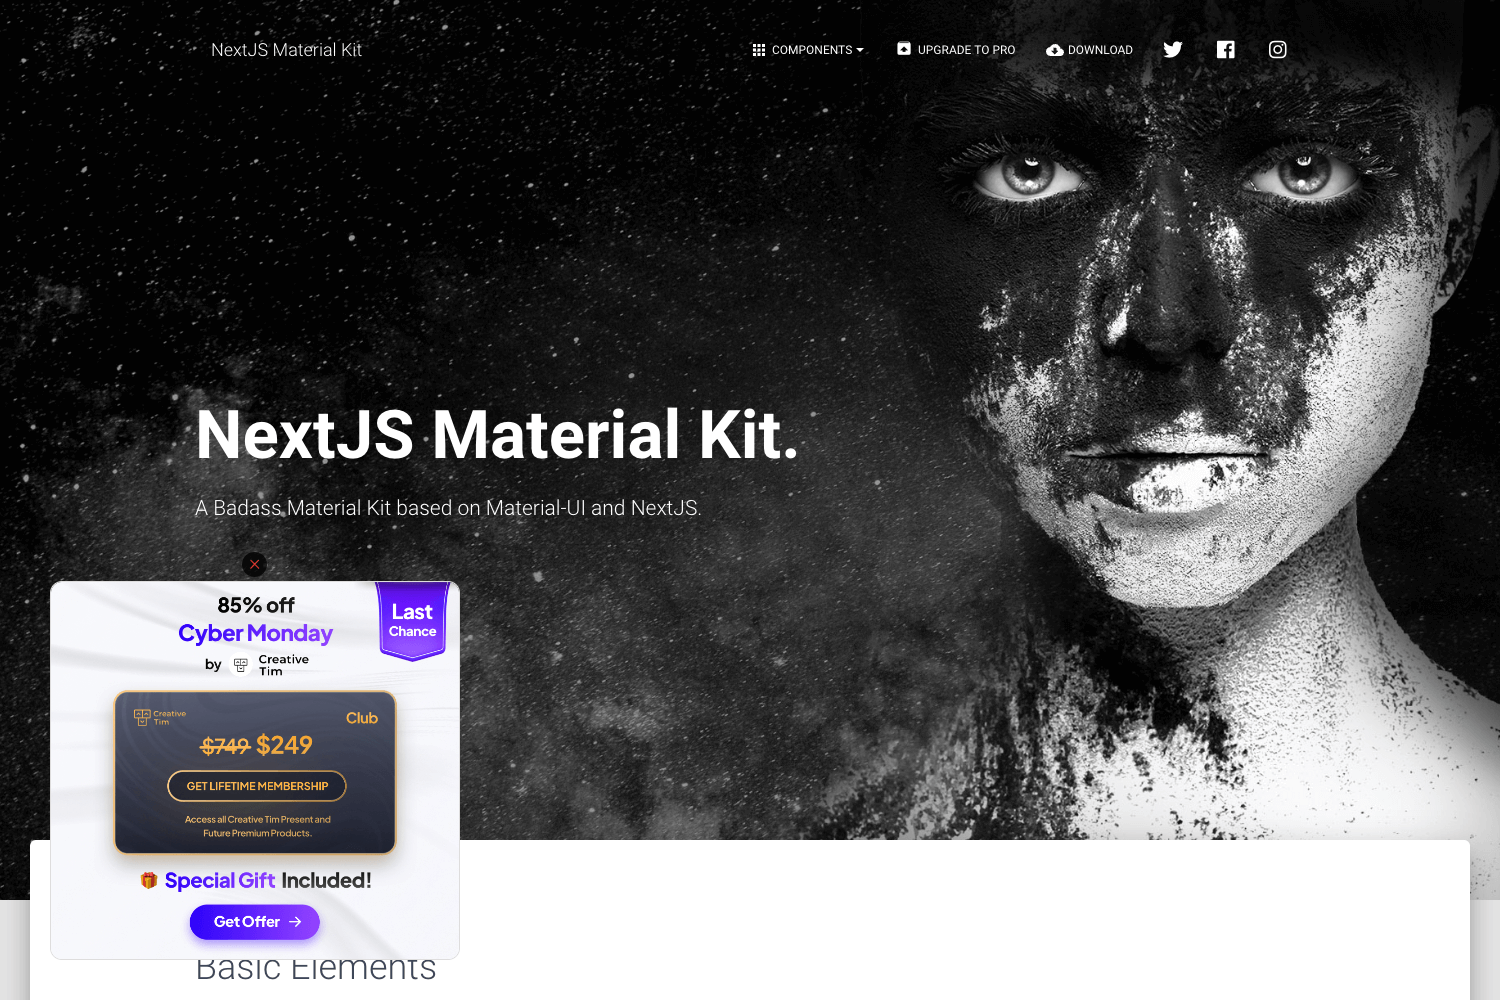 NextJS Material Kit
COMPONENTS
UPGRADE TO PRO
DOWNLOAD
NextJS Material Kit.
A Badass Material Kit based on Material-UI and NextJS.
85% off
Last
Chance
Cyber Monday
by Creative
Tim
Creative
Tim
Club
$749 $249
GET LIFETIME MEMBERSHIP
Access all Creative Tim Present and
Future Premium Products.
Special Gift Included!
Get Offer
Basic Elements